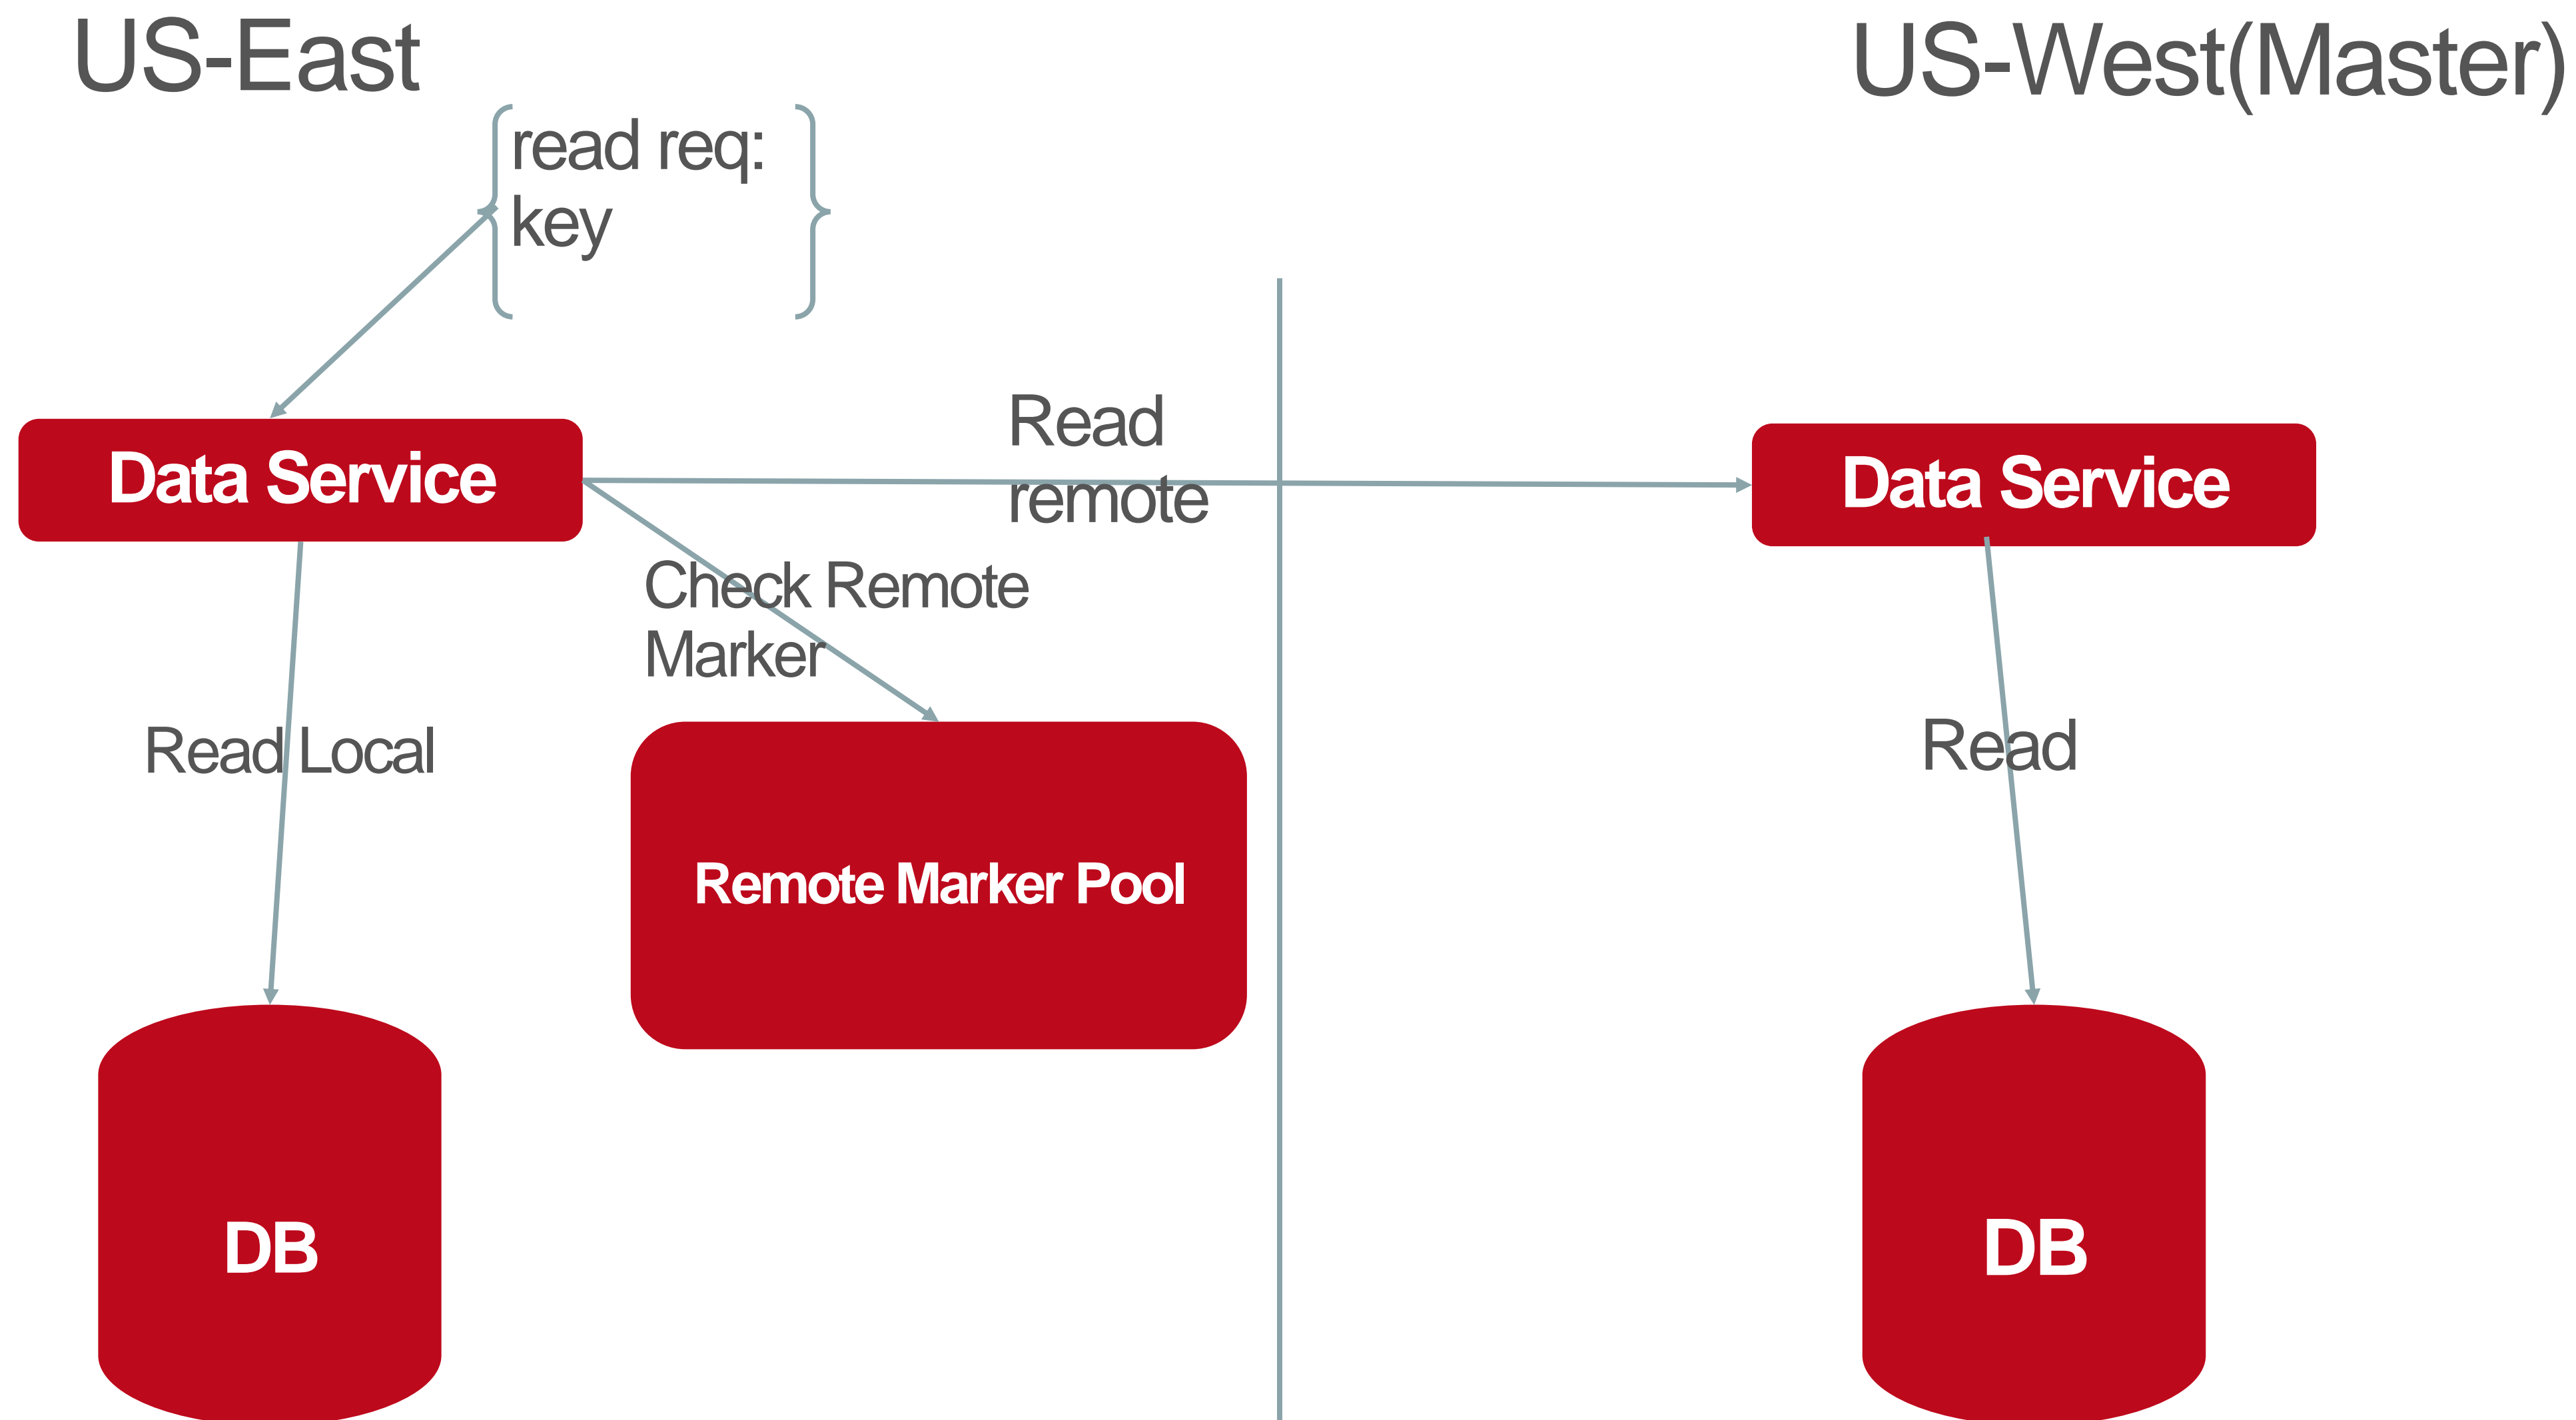 US-East
US-West(Master)
read req:
key
Data Service
Read
remote
Data Service
Check Remote
Marker
Read Local
Read
Remote Marker Pool
DB
DB